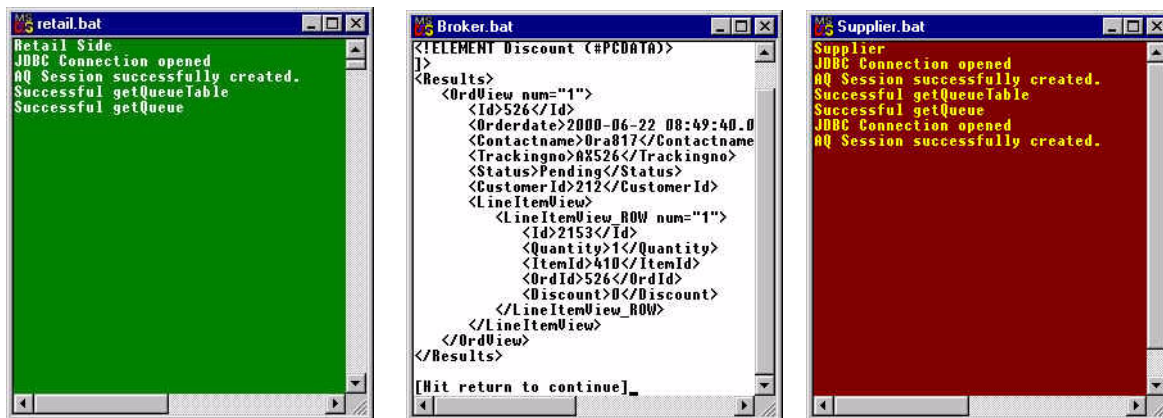 retail.bat
Retail Side
JDBC Connection opened
AQ Session successfully created.
Successful getQueueTable
Successful getQueue
Broker.bat
<!ELEMENT Discount (#PCDATA)>
]>
<Results>
<OrdView num="1">
<Id>526</Id>
<Orderdate>2000-06-22 08:49:40.0
<Contactname>Ora817</Contactname
<Trackingno>AX526</Trackingno>
<Status>Pending</Status>
<CustomerId>212</CustomerId>
<LineItemView>
<LineItemView_ROW num="1">
<Id>2153</Id>
<Quantity>1</Quantity>
<ItemId>410</ItemId>
<OrdId>526</OrdId>
<Discount>0</Discount>
</LineItemView_ROW>
</LineItemView>
</OrdView>
</Results>
[Hit return to continue]_
Supplier.bat
Supplier
JDBC Connection opened
AQ Session successfully created.
Successful getQueueTable
Successful getQueue
JDBC Connection opened
AQ Session successfully created.